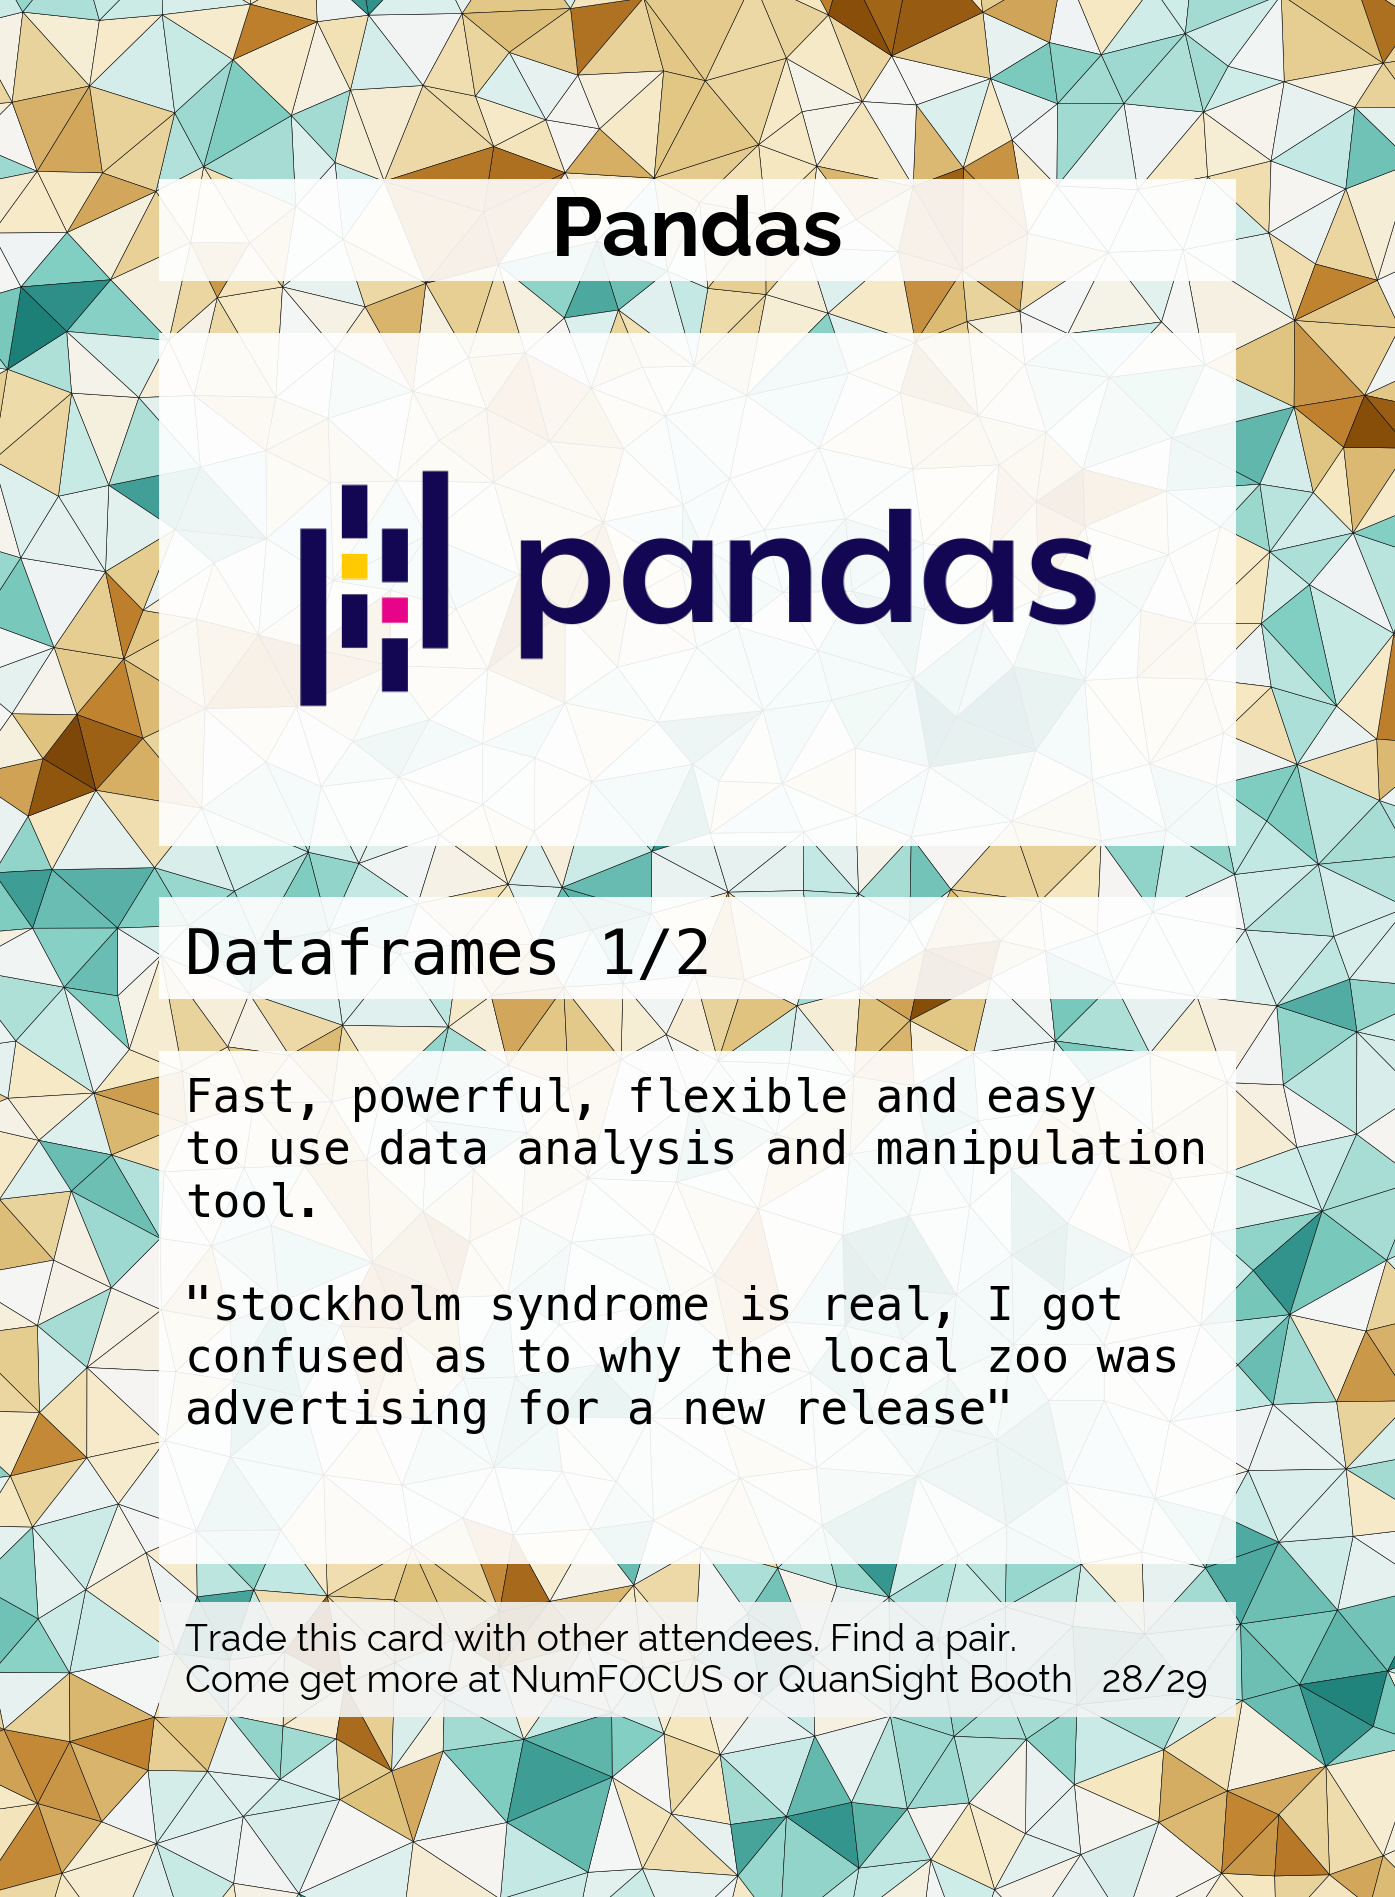 Pandas
pandas
Dataframes 1/2
Fast, powerful, flexible and easy
to use data analysis and manipulation
tool.
"stockholm syndrome is real, I got
confused as to why the local zoo was
advertising for a new release"
Trade this card with other attendees. Find a pair.
Come get more at NumFOCUS or QuanSight Booth 28/29